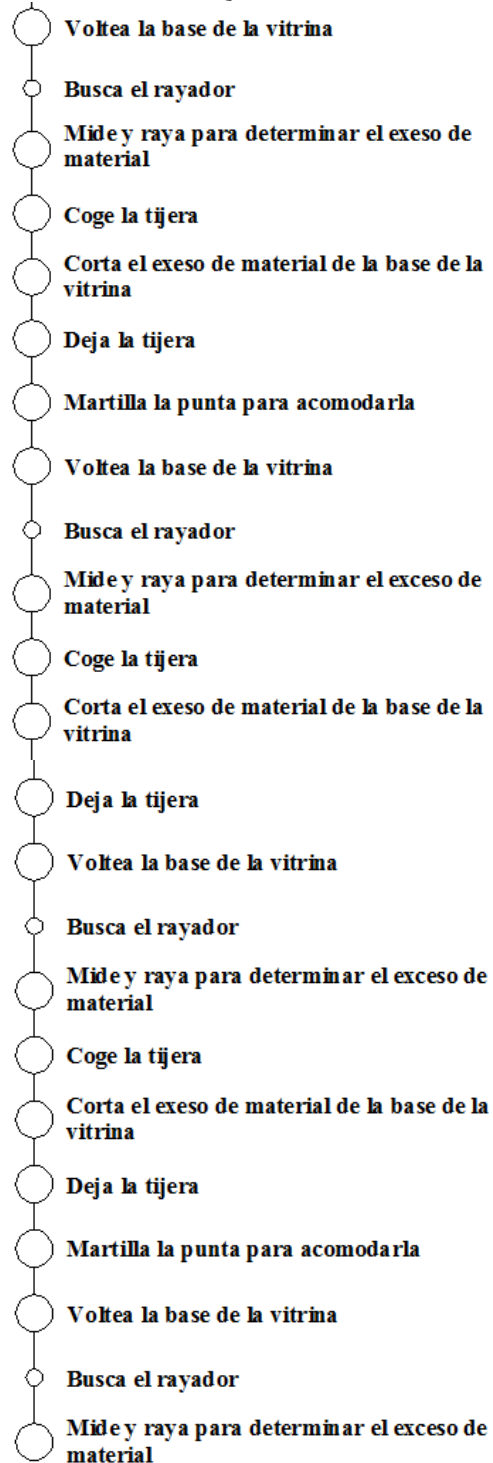 Voltea la base de la vitrina
Busca el rayador
Mide y raya para determinar el exeso de
material
Coge la tijera
Corta el exeso de material de la base de la
vitrina
Deja la tijera
Martilla la punta para acomodarla
Voltea la base de la vitrina
Busca el rayador
Mide y raya para determinar el exceso de
material
Coge la tijera
Corta el exeso de material de la base de la
vitrina
Deja la tijera
Voltea la base de la vitrina
Busca el rayador
Mide y raya para determinar el exceso de
material
Coge la tijera
Corta el exeso de material de la base de la
vitrina
Deja la tijera
Martilla la punta para acomodarla
Voltea la base de la vitrina
Busca el rayador
Mide y raya para determinar el exceso de
material